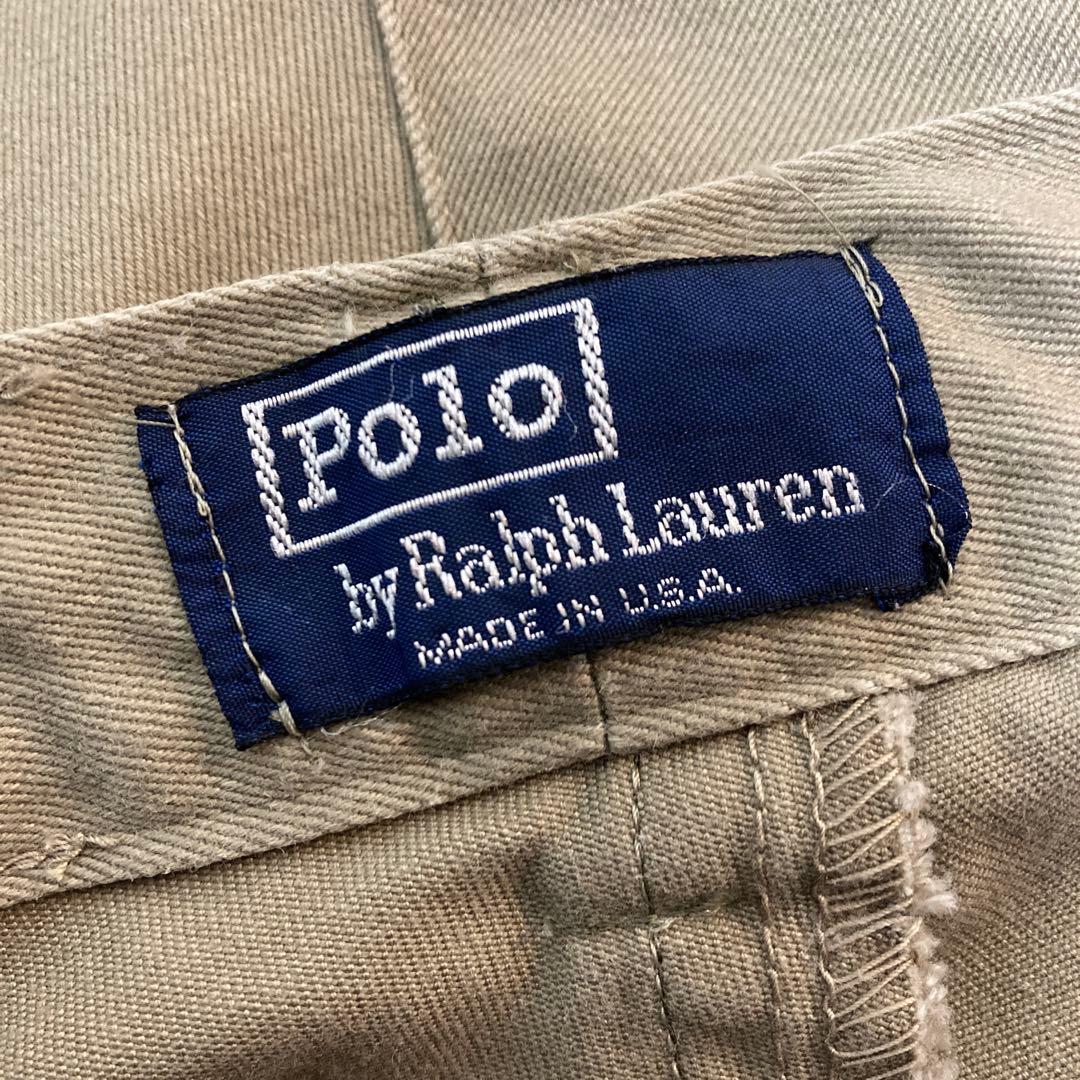 Polo
by Ralph Lauren
MADE IN U.S.A.